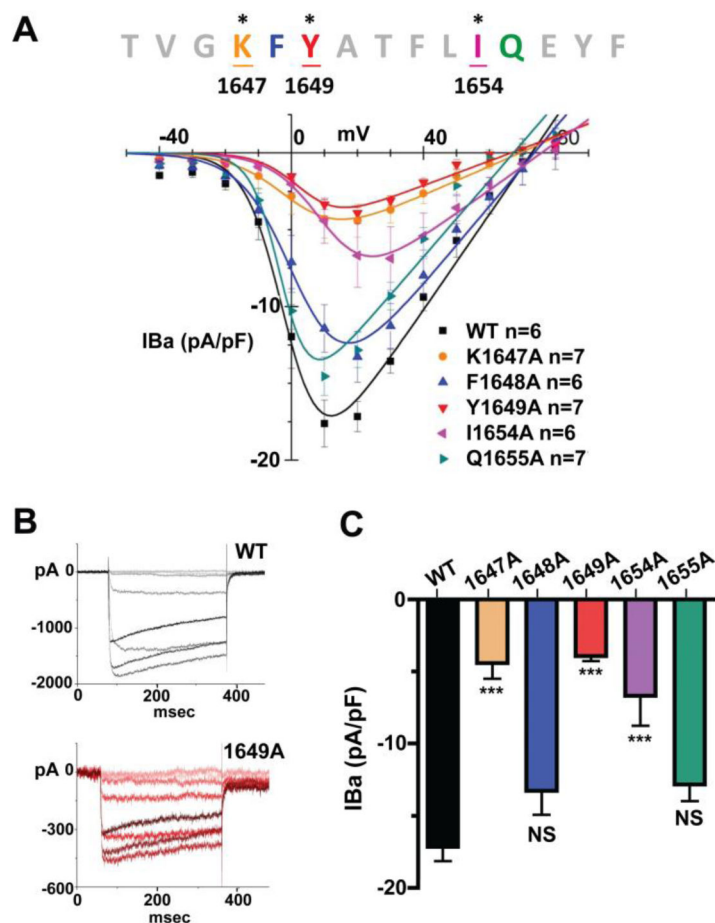 A
* * *
T V G K F Y A T F L I Q E Y F
1647 1649 1654
-40 0 mV 40 80
-10
IBa (pA/pF)
-20
WT n=6
K1647A n=7
F1648A n=6
Y1649A n=7
I1654A n=6
Q1655A n=7
B
WT
pA 0
-1000
-2000
0 200 400
msec
1649A
pA 0
-300
-600
0 200 400
msec
C
WT 1647A 1648A 1649A 1654A 1655A
0
-10
-20
IBa (pA/pF)
*** NS *** *** NS